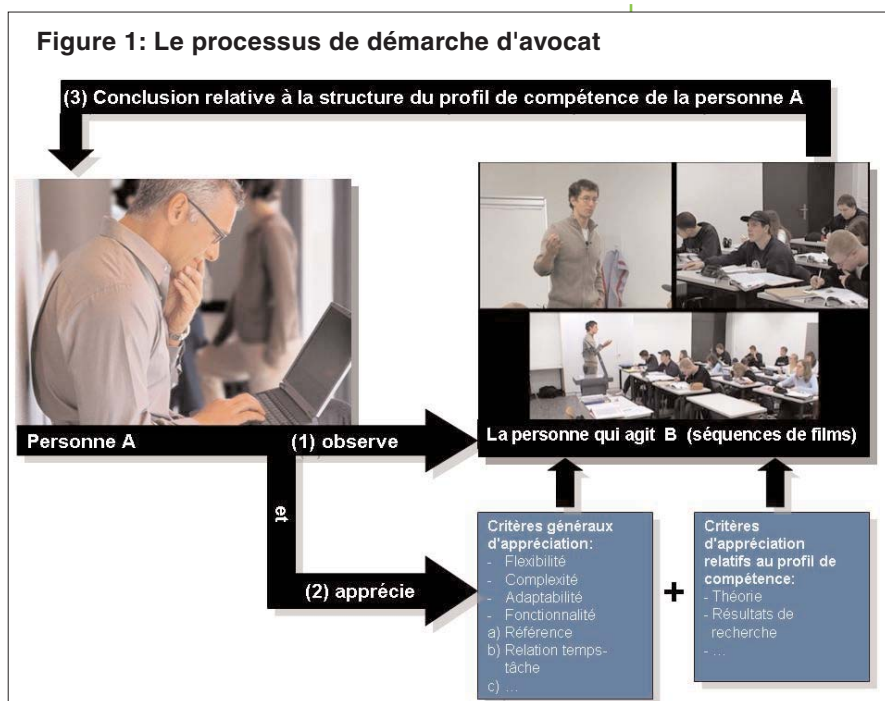 Figure 1: Le processus de démarche d'avocat
(3) Conclusion relative à la structure du profil de compétence de la personne A
Personne A
(1) observe
La personne qui agit B (séquences de films)
et
(2) apprécie
Critères généraux
d'appréciation:
- Flexibilité
- Complexité
- Adaptabilité
- Fonctionnalité
a) Référence
b) Relation temps-
tâche
c) ...
+
Critères
d'appréciation
relatifs au profil de
compétence:
- Théorie
- Résultats de
recherche
- ...